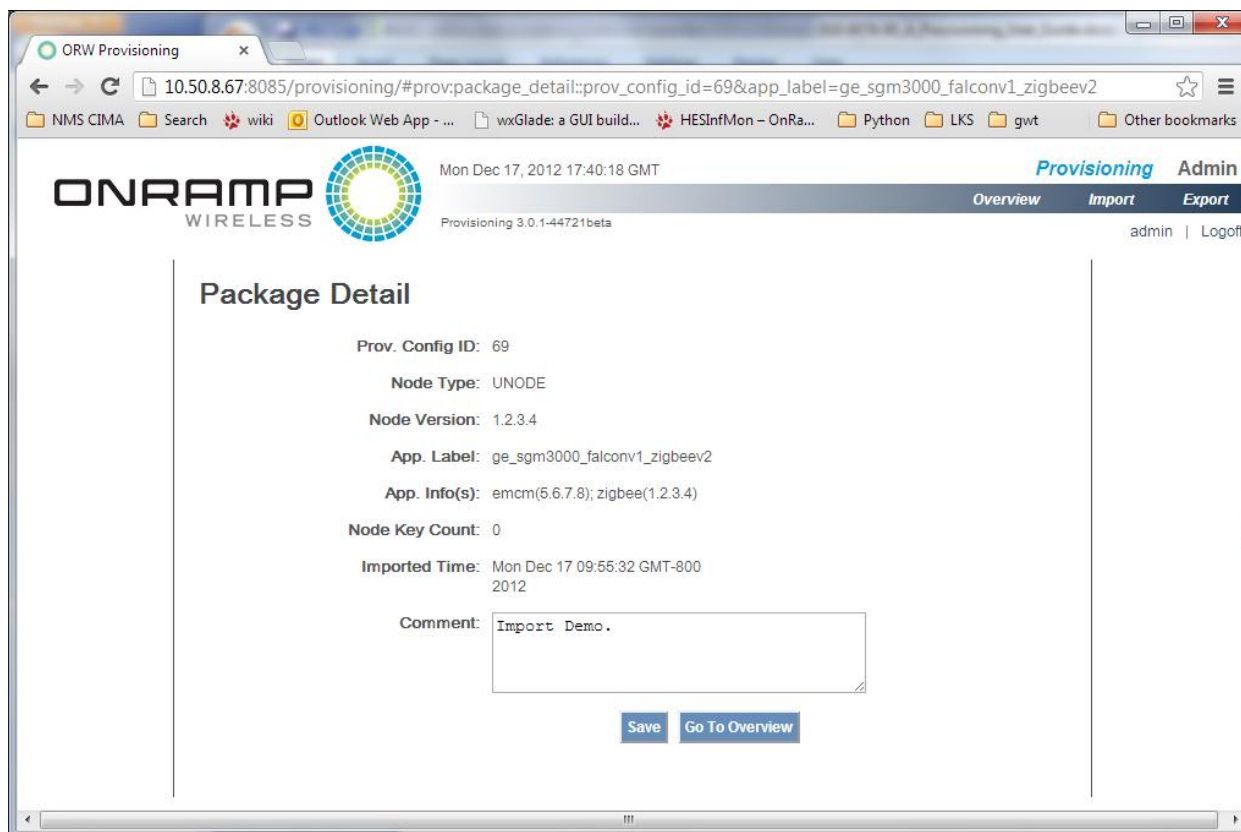 ORW Provisioning
10.50.8.67:8085/provisioning/#prov:package_detail::prov_config_id=69&app_label=ge_sgm3000_falconv1_zigbeev2
NMS CIMA Search wiki Outlook Web App - ... wxGlade: a GUI build... HESInfMon – OnRa... Python LKS gwt Other bookmarks
Mon Dec 17, 2012 17:40:18 GMT Provisioning Admin
ONRAMP
WIRELESS
Overview Import Export
Provisioning 3.0.1-44721beta
admin | Logoff
Package Detail
Prov. Config ID: 69
Node Type: UNODE
Node Version: 1.2.3.4
App. Label: ge_sgm3000_falconv1_zigbeev2
App. Info(s): emcm(5.6.7.8); zigbee(1.2.3.4)
Node Key Count: 0
Imported Time: Mon Dec 17 09:55:32 GMT-800
2012
Comment: Import Demo.
Save Go To Overview